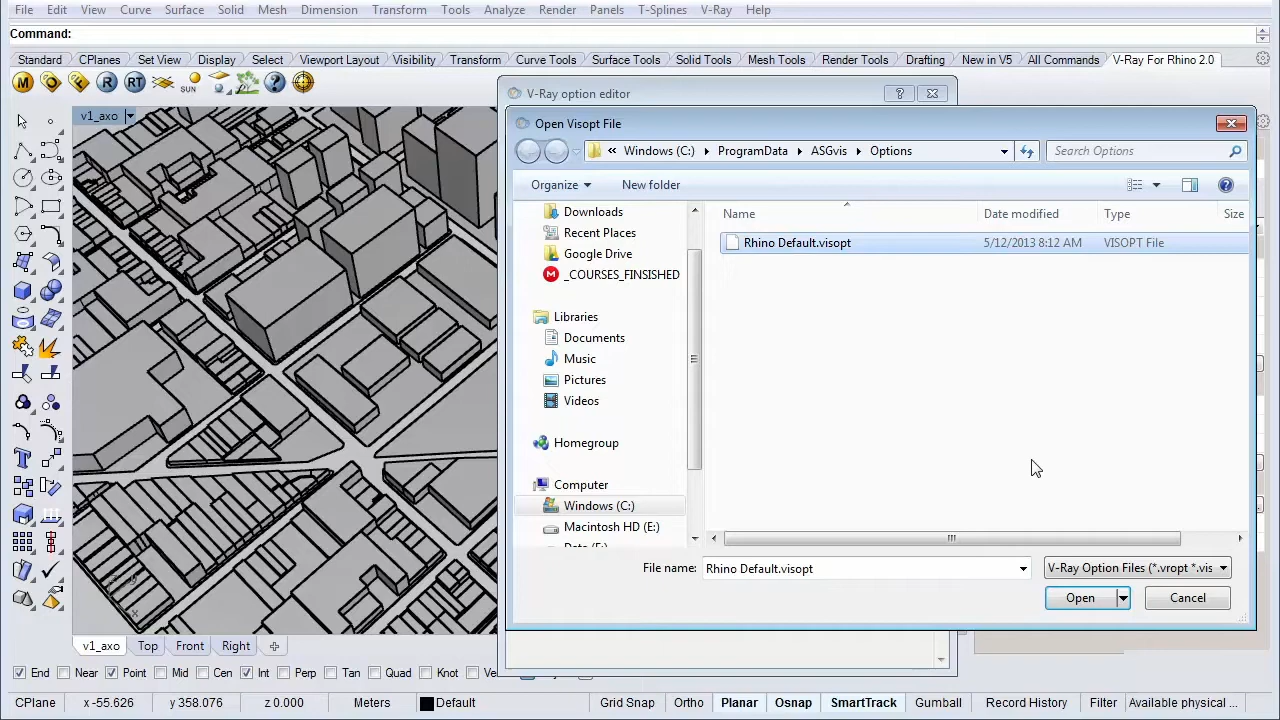 File Edit View Curve Surface Solid Mesh Dimension Transform Tools Analyze Render Panels T-Splines V-Ray Help
Command:
Standard CPlanes Set View Display Select Viewport Layout Visibility Transform Curve Tools Surface Tools Solid Tools Mesh Tools Render Tools Drafting New in V5 All Commands V-Ray For Rhino 2.0
M O F R RT SUN ?
V-Ray option editor
v1_axo
Open Visopt File
« Windows (C:) ProgramData ASGvis Options Search Options
Organize New folder
Name Date modified Type Size
Downloads
Recent Places
Google Drive
_COURSES_FINSISHED
Libraries
Documents
Music
Pictures
Videos
Homegroup
Computer
Windows (C:)
Macintosh HD (E:)
Rhino Default.visopt 5/12/2013 8:12 AM VISOPT File
File name: Rhino Default.visopt V-Ray Option Files (*.vropt *.vis
Open Cancel
v1_axo Top Front Right
End Near Point Mid Cen Int Perp Tan Quad Knot
CPlane x -55.626 y 358.076 z 0.000 Meters Default Grid Snap Ortho Planar Osnap SmartTrack Gumball Record History Filter Available physical ...